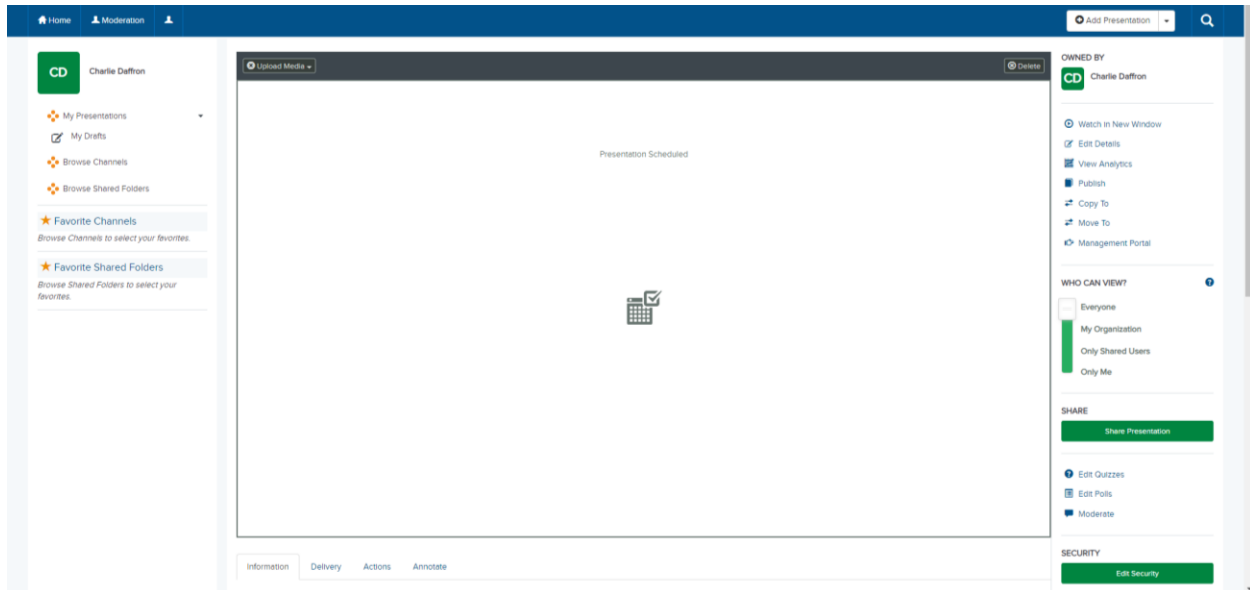 Home Moderation Add Presentation
CD Charlie Daffron
My Presentations
My Drafts
Browse Channels
Browse Shared Folders
Favorite Channels
Browse Channels to select your favorites.
Favorite Shared Folders
Browse Shared Folders to select your
favorites.
Upload Media Delete
Presentation Scheduled
Information Delivery Actions Annotate
OWNED BY
CD Charlie Daffron
Watch in New Window
Edit Details
View Analytics
Publish
Copy To
Move To
Management Portal
WHO CAN VIEW?
Everyone
My Organization
Only Shared Users
Only Me
SHARE
Share Presentation
Edit Quizzes
Edit Polls
Moderate
SECURITY
Edit Security